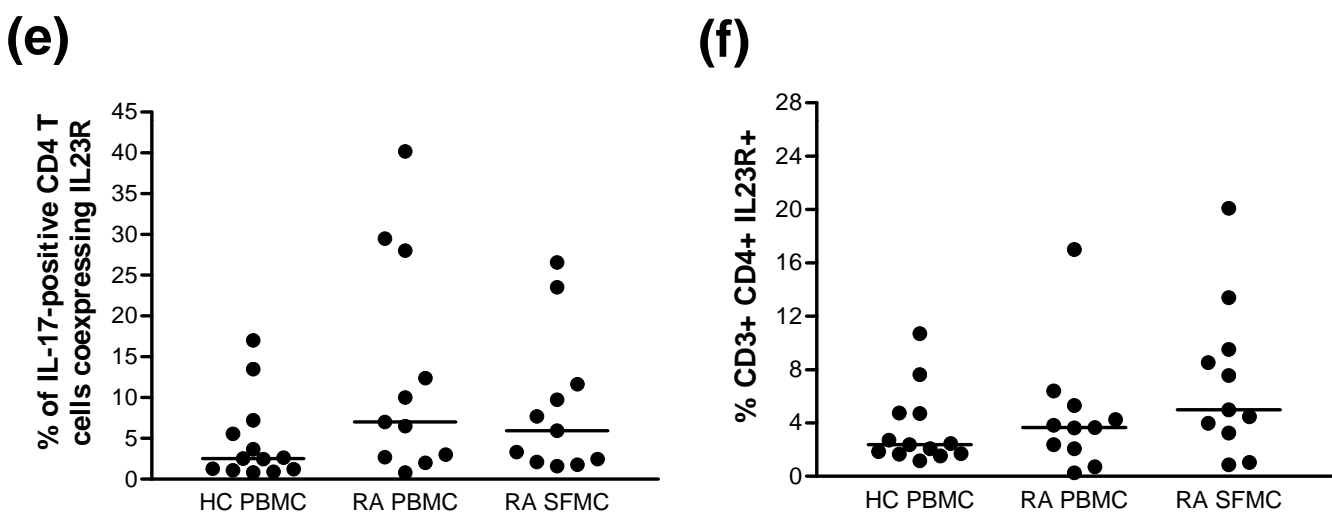 (e)
% of IL-17-positive CD4 T
cells coexpressing IL23R
45
40
35
30
25
20
15
10
5
0
HC PBMC RA PBMC RA SFMC
(f)
% CD3+ CD4+ IL23R+
28
24
20
16
12
8
4
0
HC PBMC RA PBMC RA SFMC